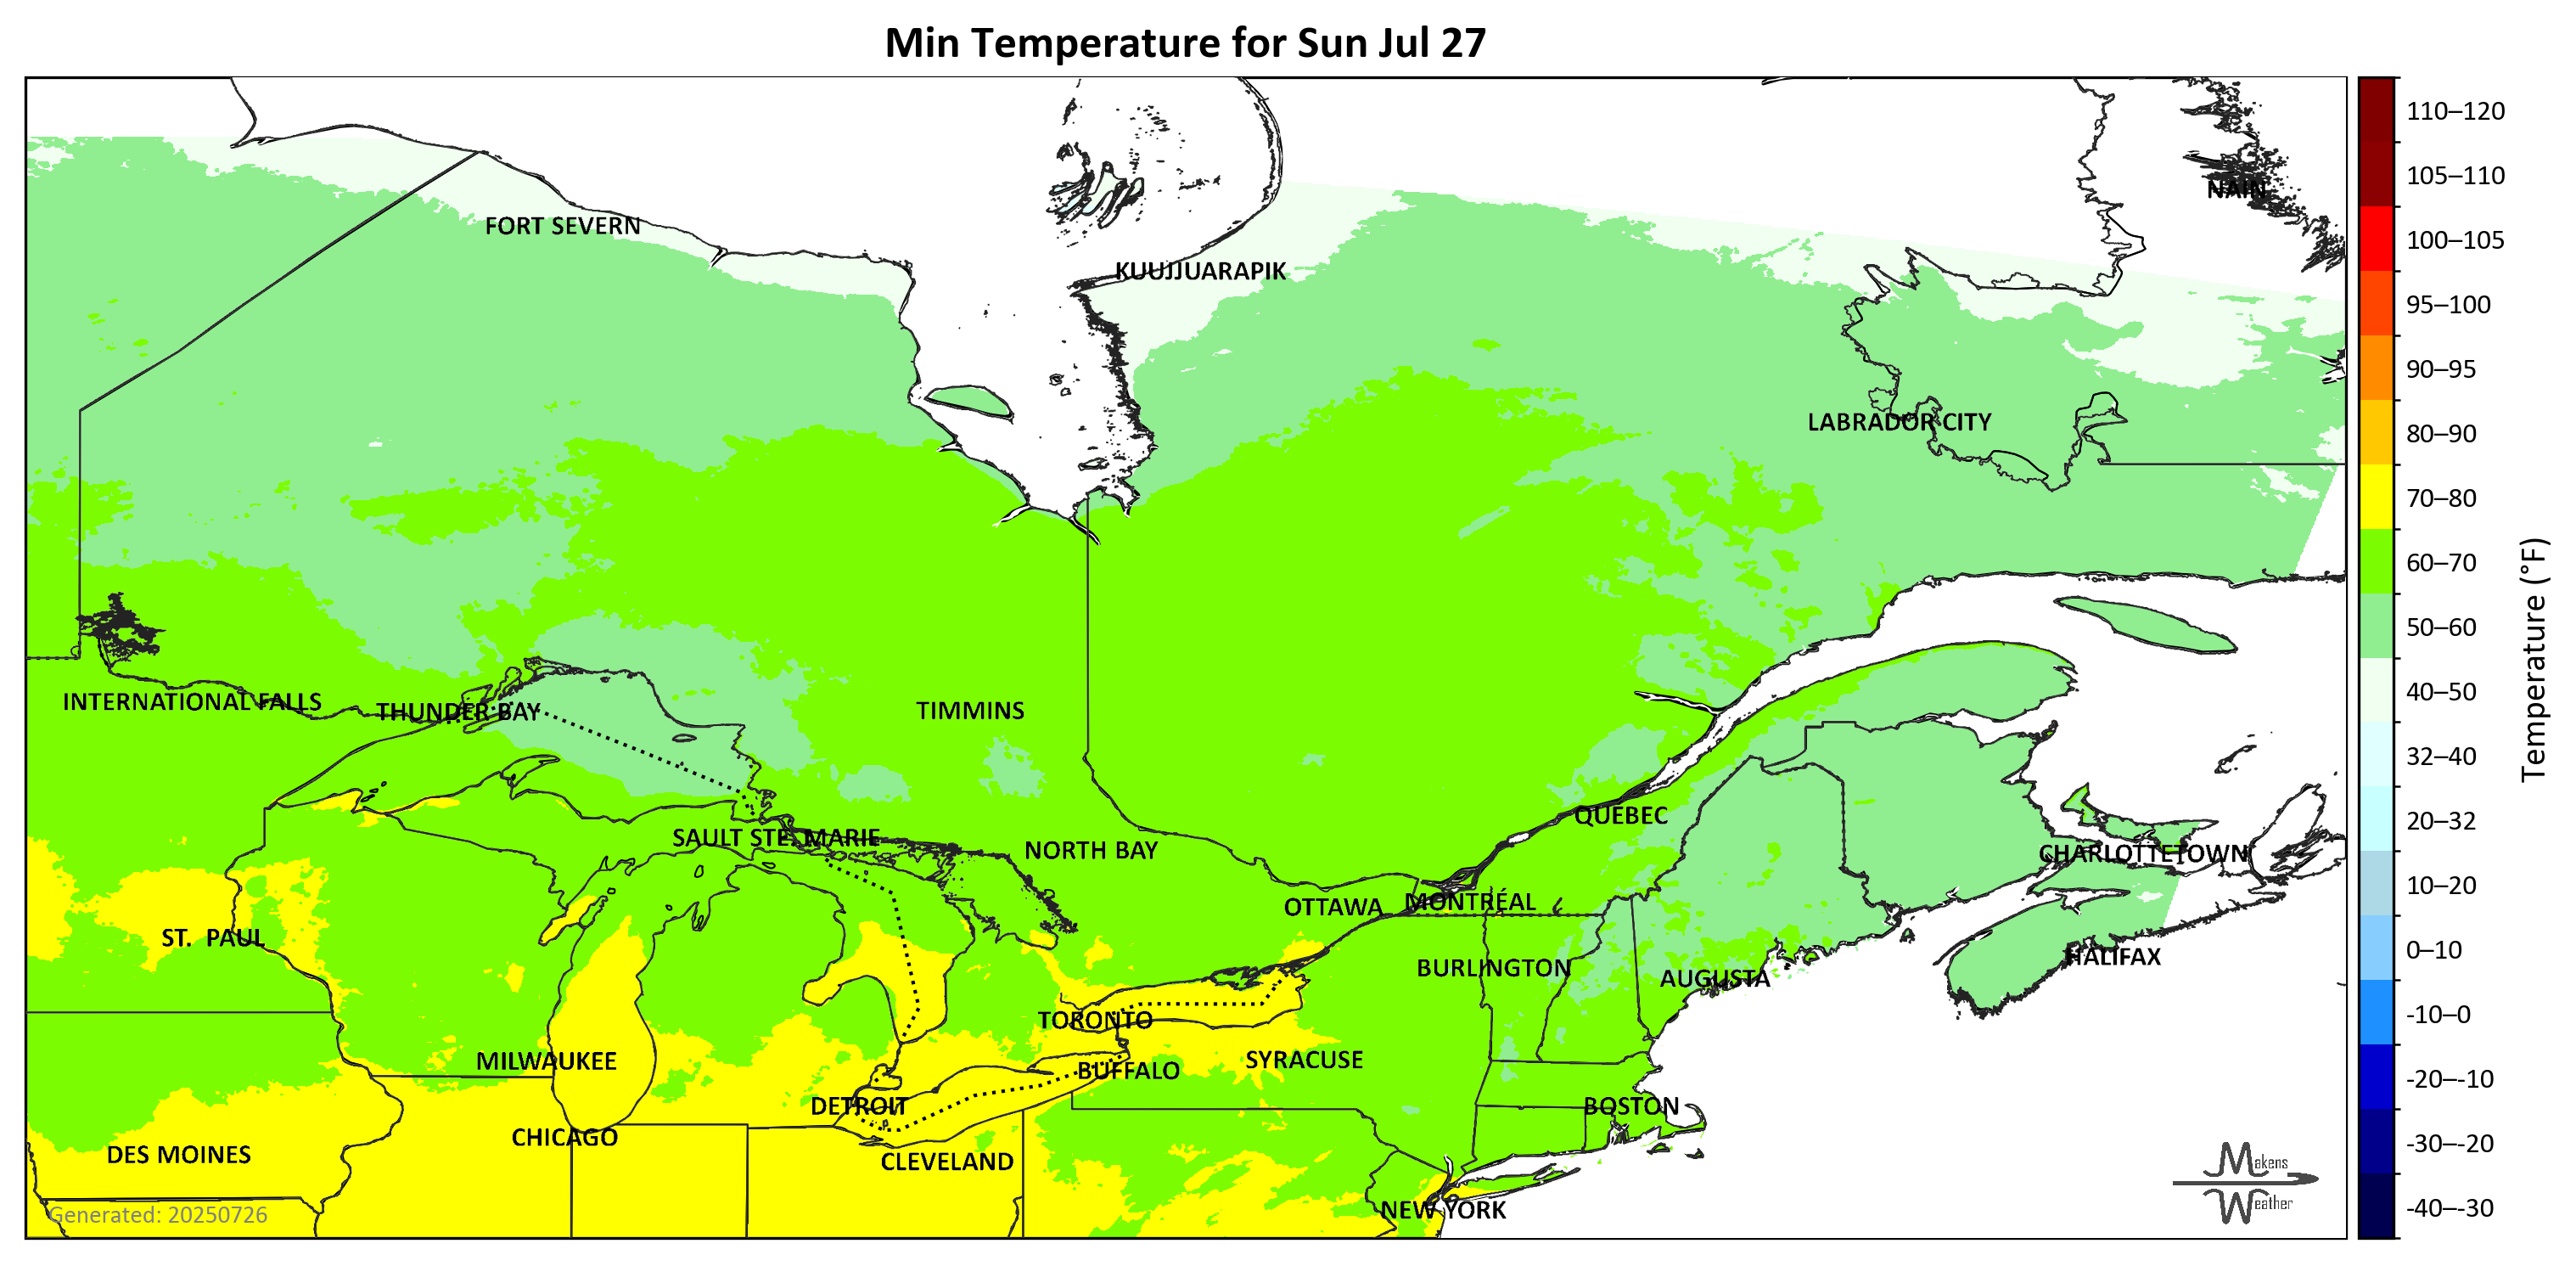 Min Temperature for Sun Jul 27
110–120
105–110
NAIN
FORT SEVERN
100–105
KUUJJUARAPIK
95–100
90–95
LABRADOR CITY
80–90
70–80
60–70
Temperature (°F)
50–60
40–50
INTERNATIONAL FALLS
THUNDER BAY
TIMMINS
32–40
QUEBEC
20–32
SAULT STE. MARIE
NORTH BAY
CHARLOTTETOWN
10–20
OTTAWA
MONTRÉAL
ST. PAUL
0–10
HALIFAX
BURLINGTON
AUGUSTA
-10–0
TORONTO
MILWAUKEE
SYRACUSE
BUFFALO
-20–-10
DETROIT
BOSTON
CHICAGO
-30–-20
DES MOINES
CLEVELAND
Makens
Weather
NEW YORK
-40–-30
Generated: 20250726